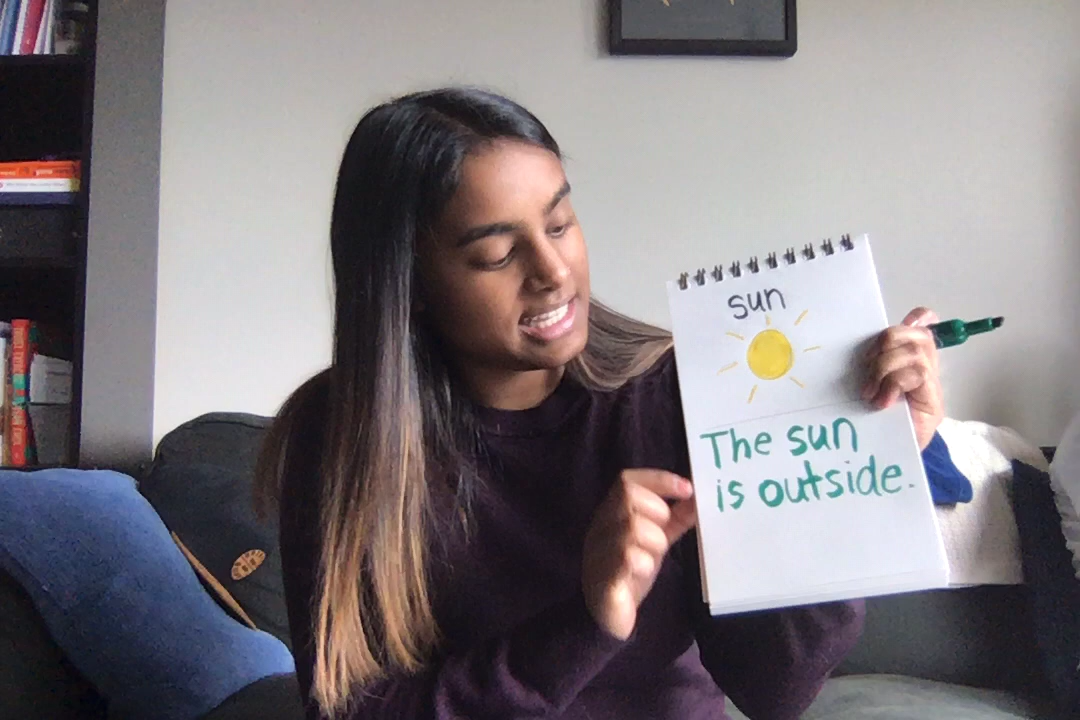 sun
The sun
is outside.